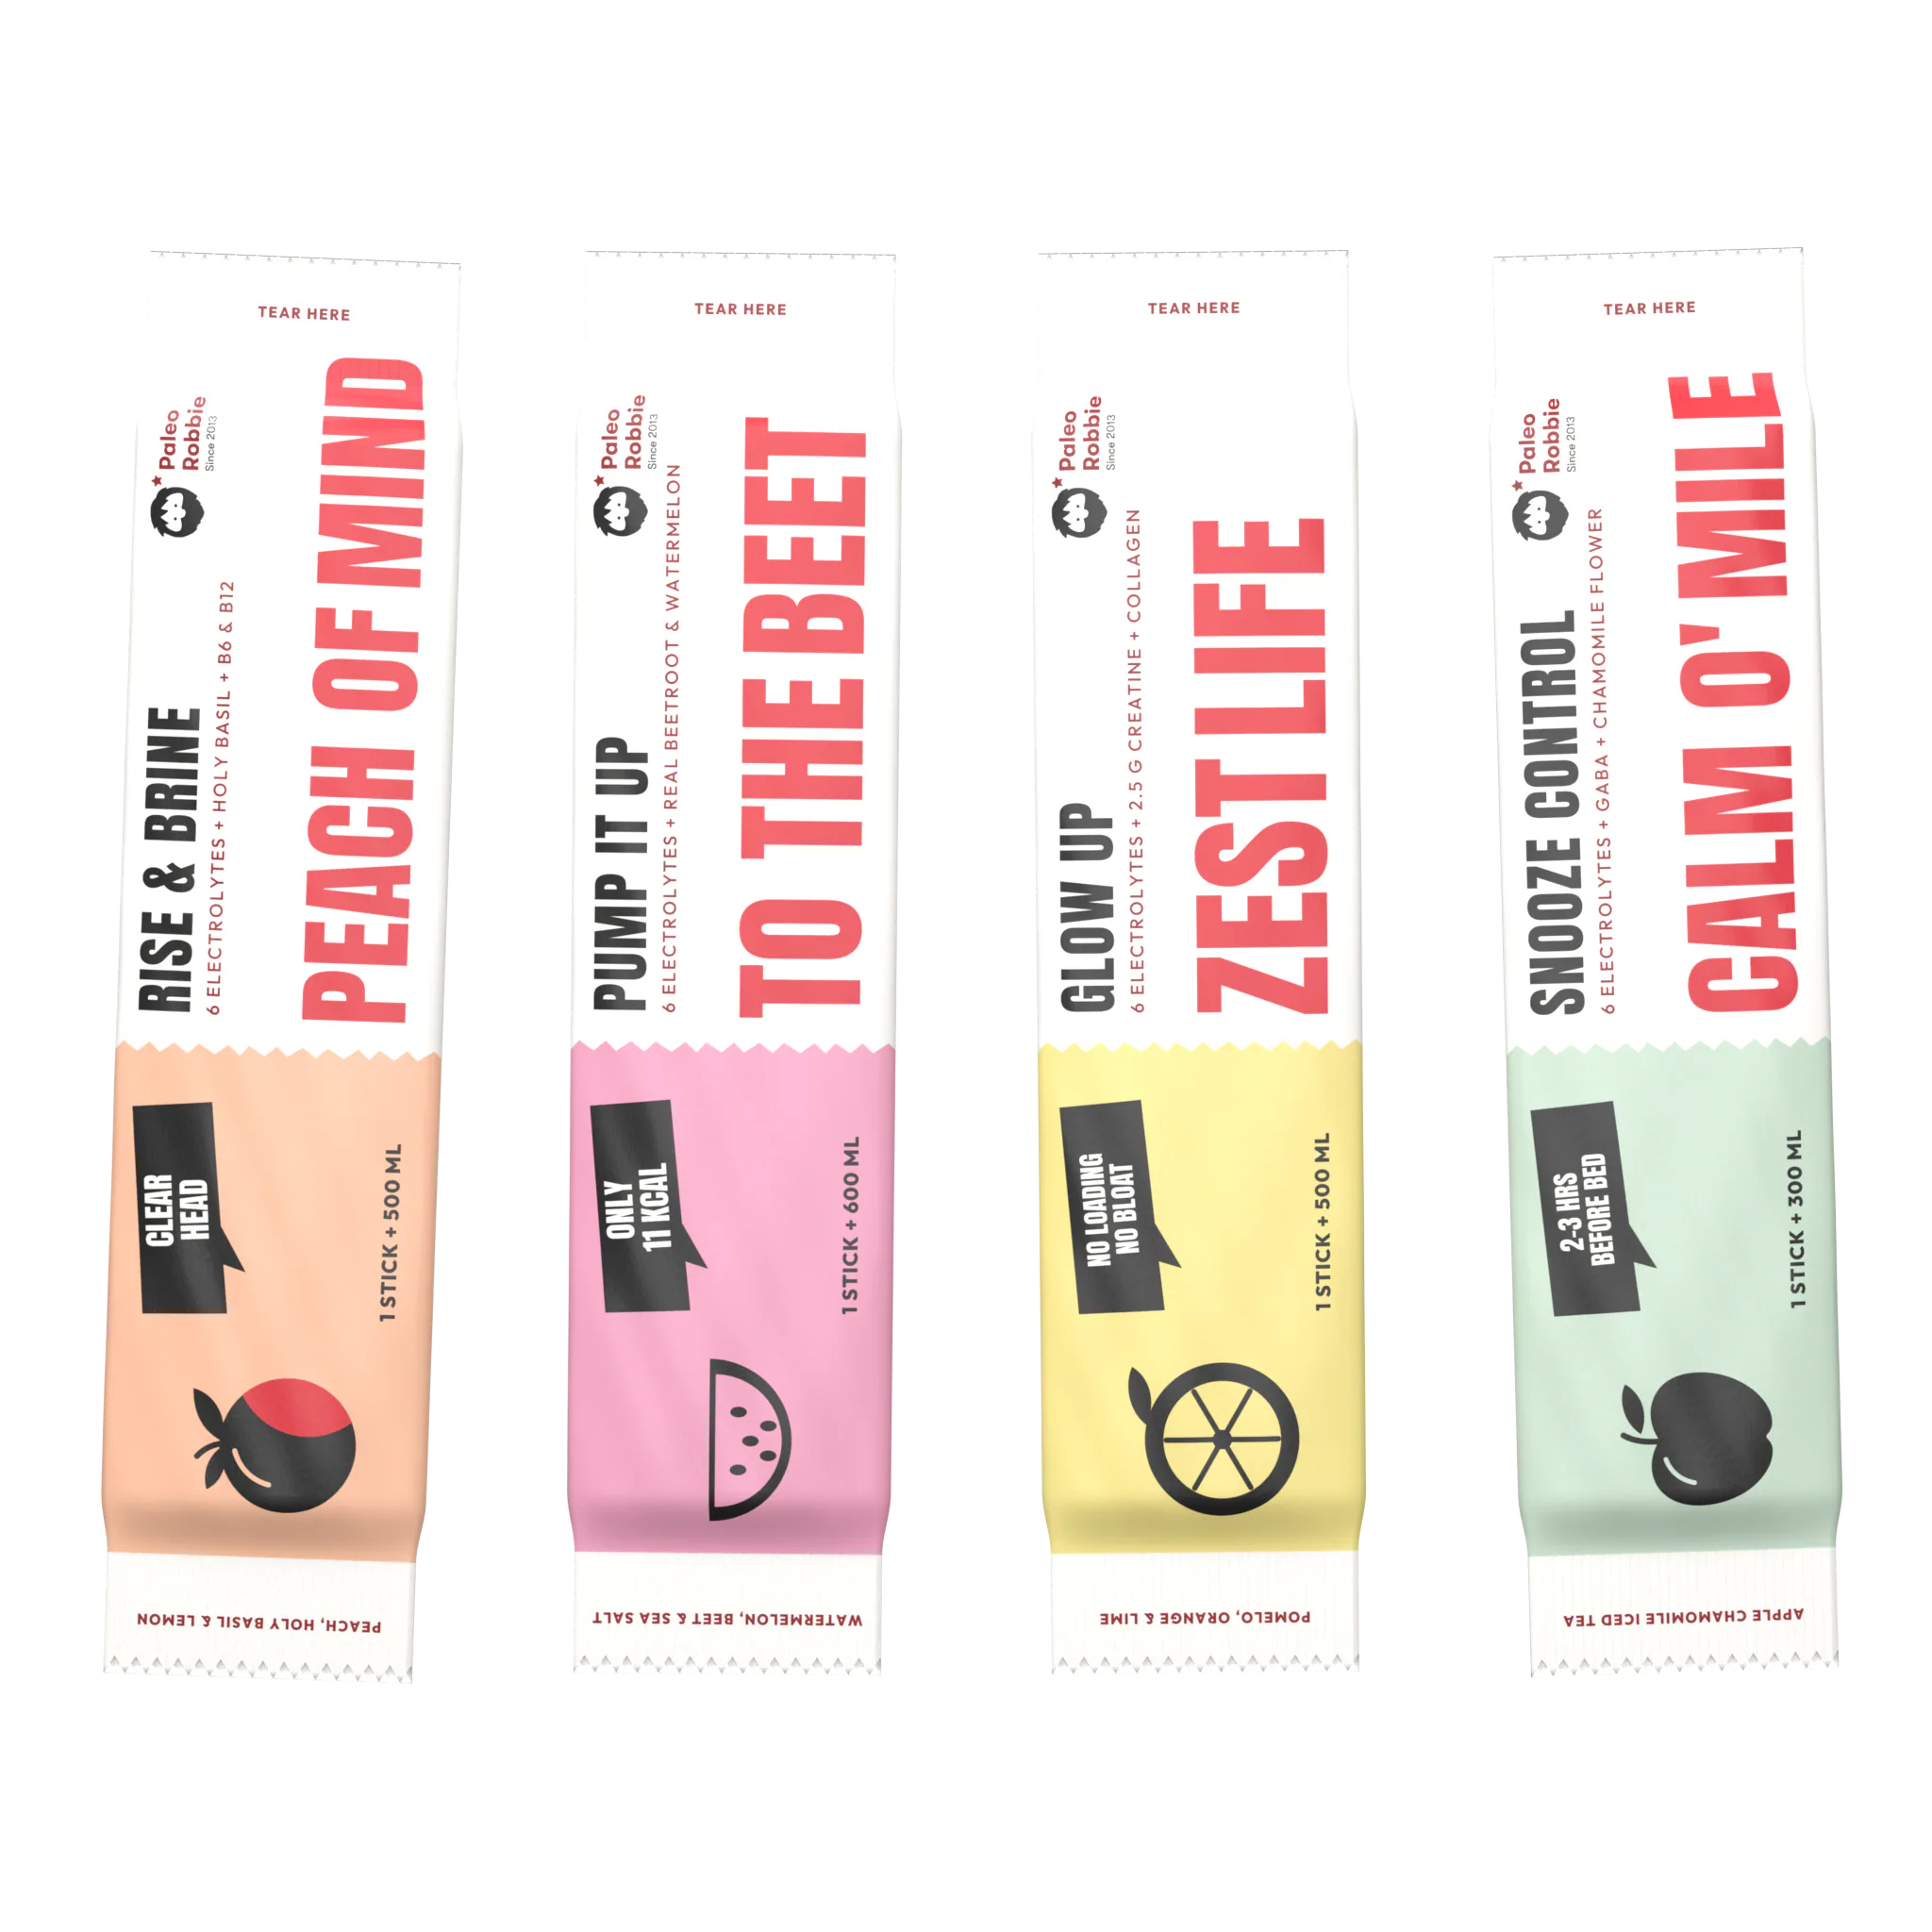 TEAR HERE
Paleo
Robbie
Since 2013
RISE & BRINE
6 ELECTROLYTES + HOLY BASIL + B6 & B12
PEACH OF MIND
CLEAR
HEAD
1 STICK + 500 ML
PEACH, HOLY BASIL & LEMON
TEAR HERE
Paleo
Robbie
Since 2013
PUMP IT UP
6 ELECTROLYTES + REAL BEETROOT & WATERMELON
TO THE BEET
ONLY
11 KCAL
1 STICK + 600 ML
WATERMELON, BEET & SEA SALT
TEAR HERE
Paleo
Robbie
Since 2013
GLOW UP
6 ELECTROLYTES + 2.5 G CREATINE + COLLAGEN
ZEST LIFE
NO LOADING
NO BLOAT
1 STICK + 500 ML
POMELO, ORANGE & LIME
TEAR HERE
Paleo
Robbie
Since 2013
SNOOZE CONTROL
6 ELECTROLYTES + GABA + CHAMOMILE FLOWER
CALM O' MILE
2-3 HRS
BEFORE BED
1 STICK + 300 ML
APPLE CHAMOMILE ICED TEA